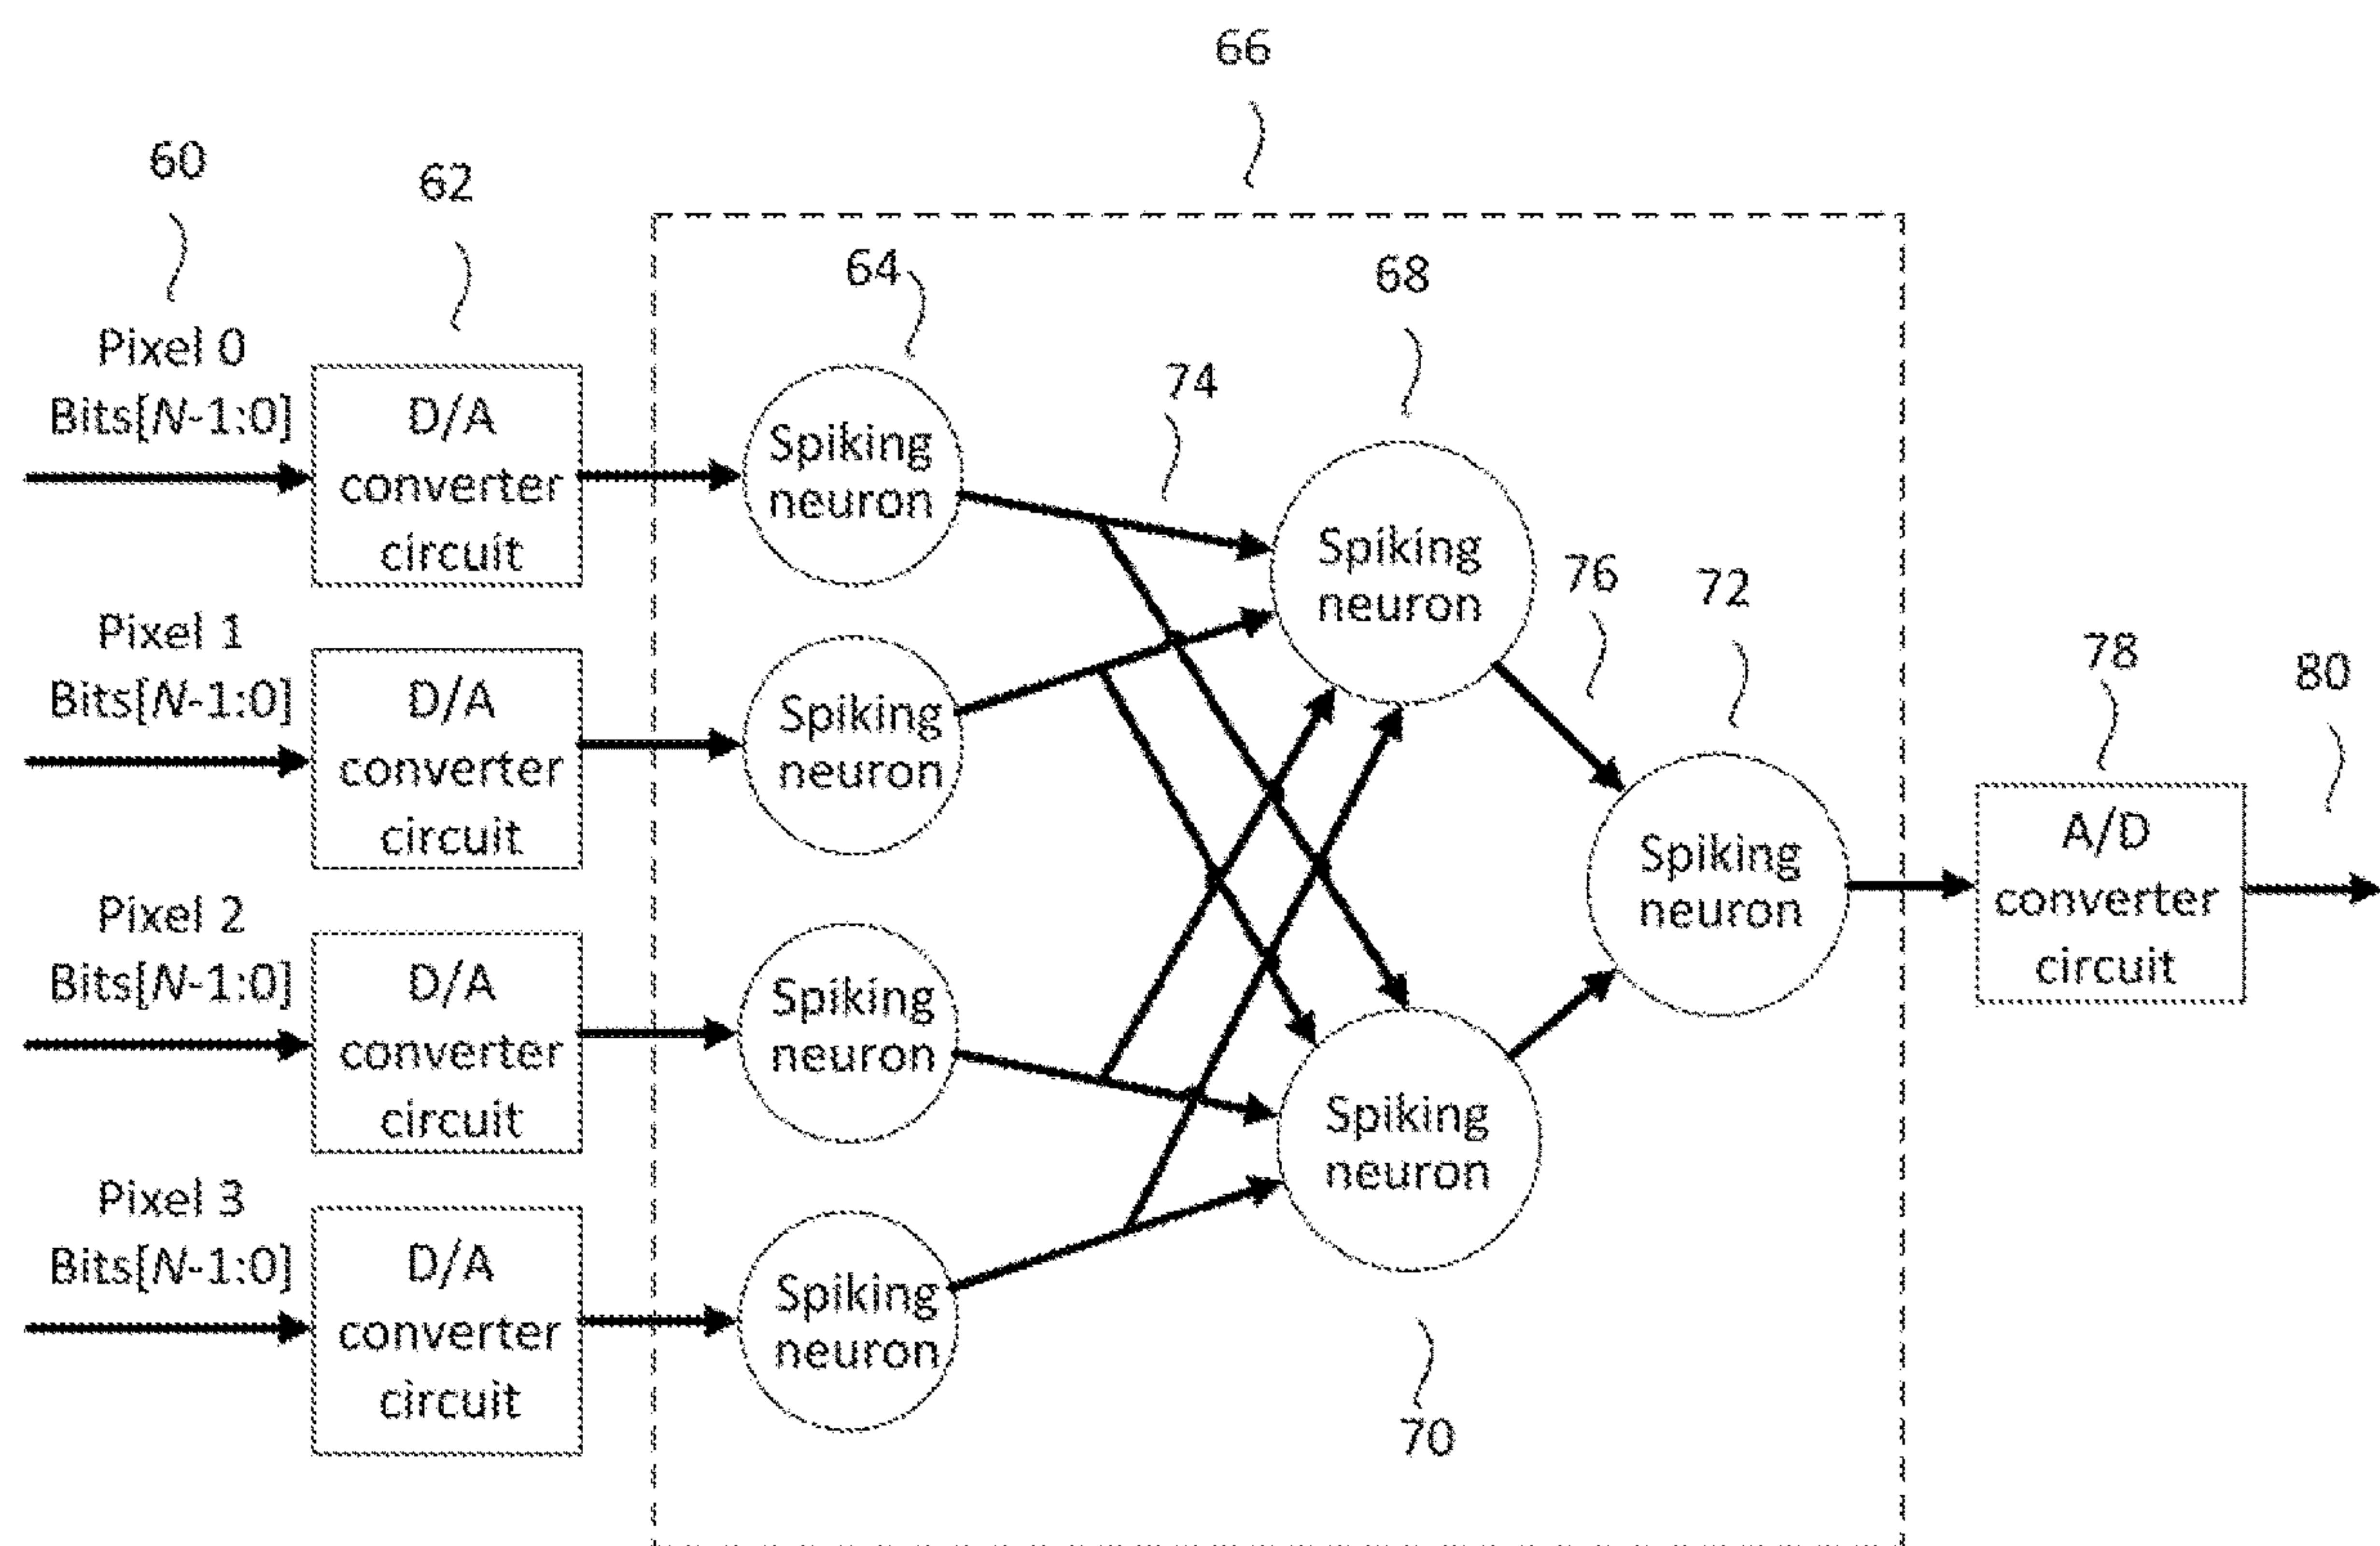 66
60
62
64
68
Pixel 0
Bits[N-1:0]
D/A
converter
circuit
Spiking
neuron
74
Spiking
neuron
76
72
Pixel 1
Bits[N-1:0]
D/A
converter
circuit
Spiking
neuron
78
80
Spiking
neuron
A/D
converter
circuit
Pixel 2
Bits[N-1:0]
D/A
converter
circuit
Spiking
neuron
Spiking
neuron
Pixel 3
Bits[N-1:0]
D/A
converter
circuit
Spiking
neuron
70